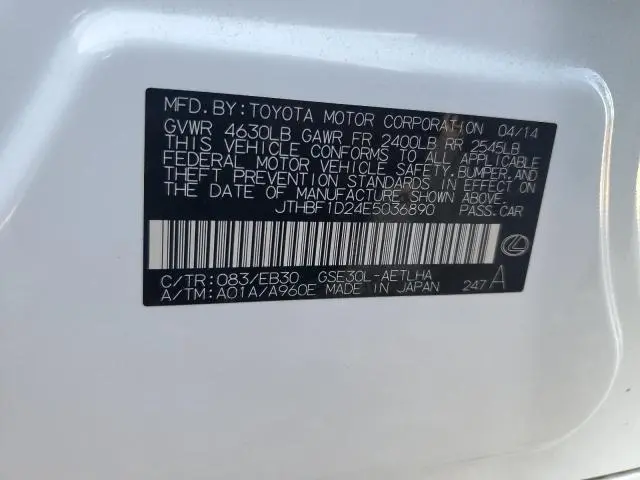 MFD. BY: TOYOTA MOTOR CORPORATION 04/14
GVWR 4630LB GAWR FR 2400LB RR 2545LB
THIS VEHICLE CONFORMS TO ALL APPLICABLE
FEDERAL MOTOR VEHICLE SAFETY, BUMPER, AND
THEFT PREVENTION STANDARDS IN EFFECT ON
THE DATE OF MANUFACTURE SHOWN ABOVE.
JTHBF1D24E5036890 PASS. CAR
C/TR: 083/EB30 GSE30L-AETLHA
A/TM: A01A/A960E MADE IN JAPAN 247 A